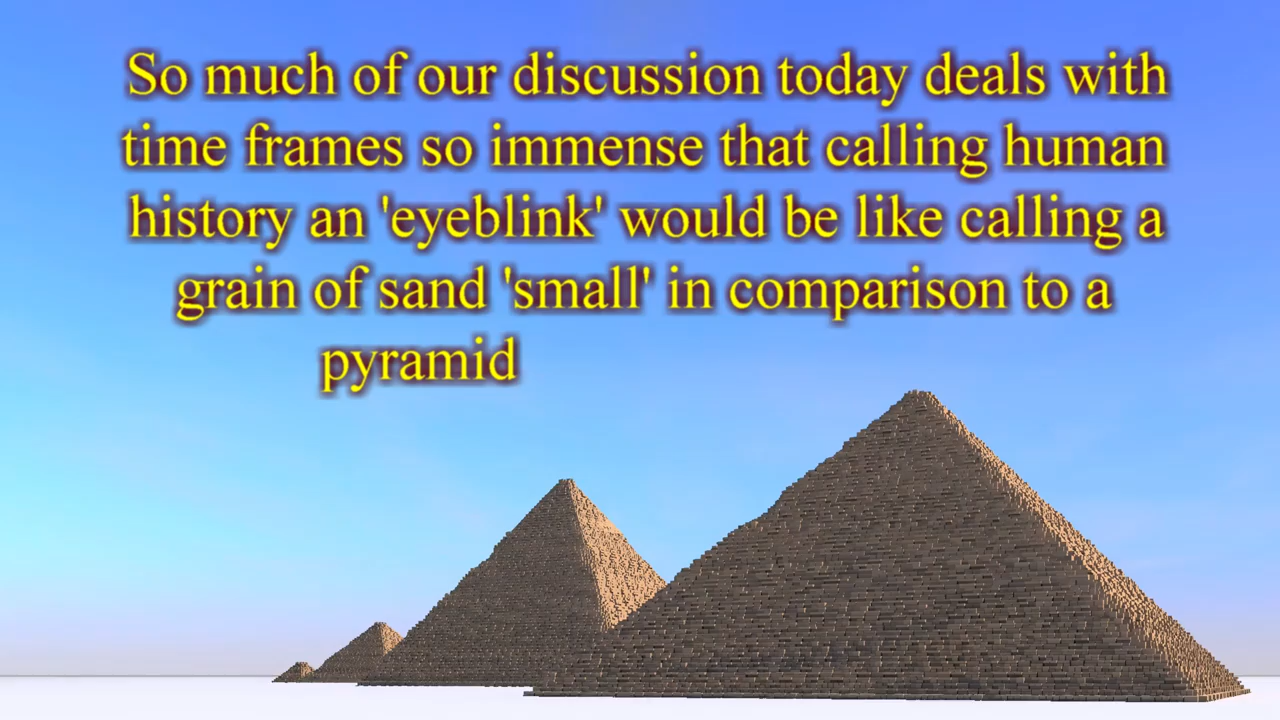 So much of our discussion today deals with
time frames so immense that calling human
history an 'eyeblink' would be like calling a
grain of sand 'small' in comparison to a
pyramid